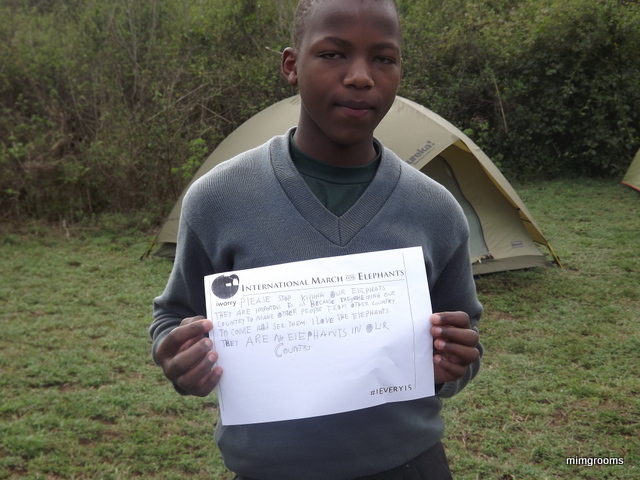 INTERNATIONAL MARCH FOR ELEPHANTS
iworry
PLEASE STOP KILLING OUR ELEPHANTS
THEY ARE IMPORTANT BECAUSE OUR
COUNTRY TO MAKE OTHER PEOPLE FROM OTHER COUNTRY
TO COME AND SEE THEM I LOVE THE ELEPHANTS
THEY ARE ELEPHANTS IN OUR
COUNTRY
#1EVERY15
eureka!
mimgrooms